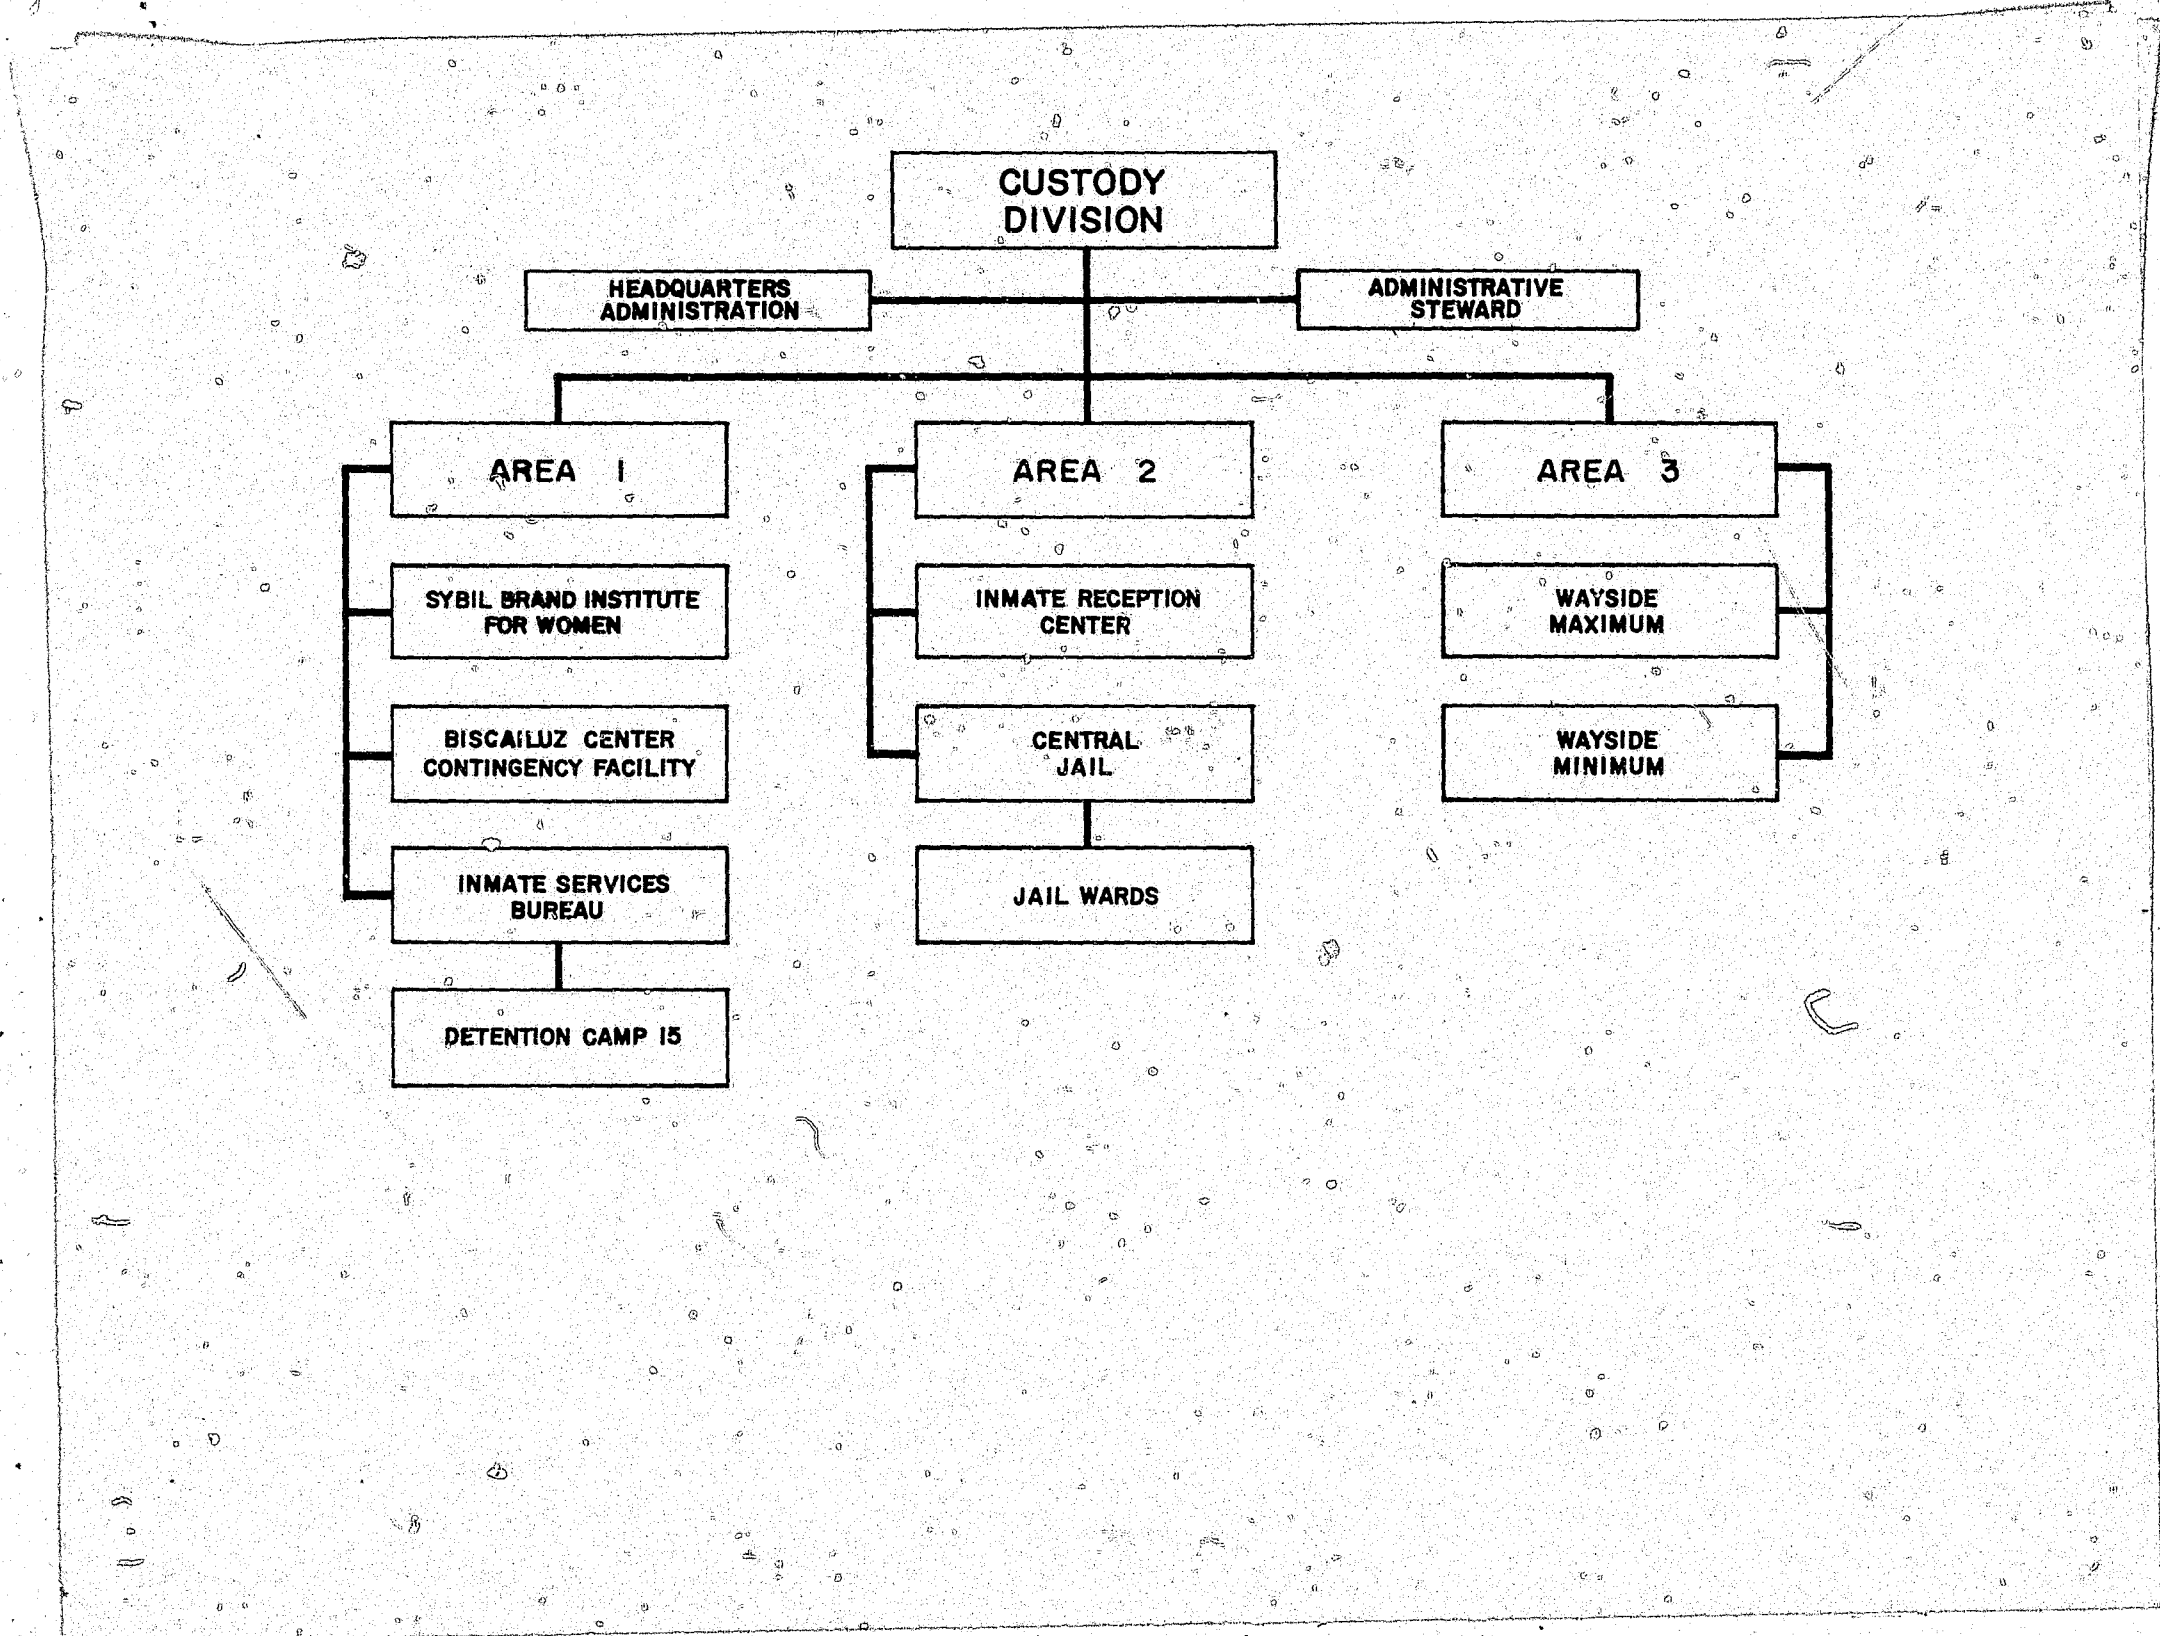 CUSTODY
DIVISION
HEADQUARTERS
ADMINISTRATION
ADMINISTRATIVE
STEWARD
AREA 1
SYBIL BRAND INSTITUTE
FOR WOMEN
BISCAILUZ CENTER
CONTINGENCY FACILITY
INMATE SERVICES
BUREAU
DETENTION CAMP 15
AREA 2
INMATE RECEPTION
CENTER
CENTRAL
JAIL
JAIL WARDS
AREA 3
WAYSIDE
MAXIMUM
WAYSIDE
MINIMUM